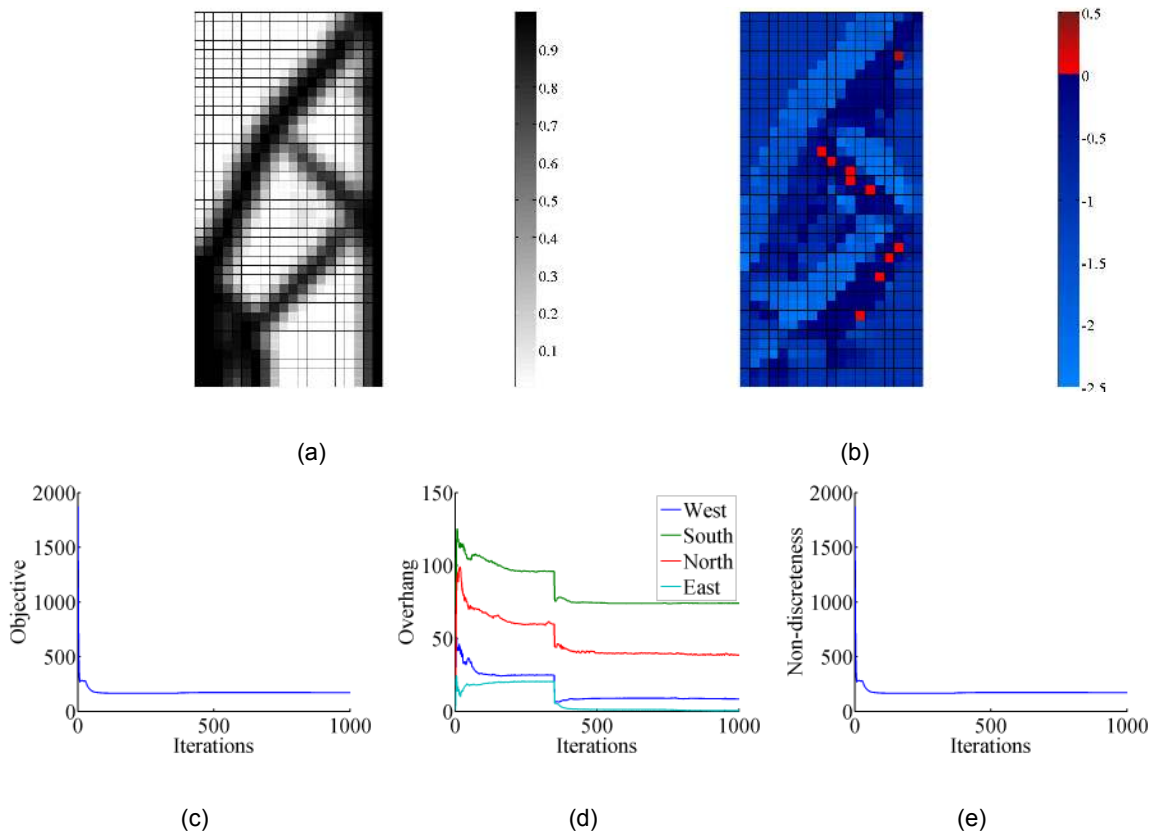 0.9
0.8
0.7
0.6
0.5
0.4
0.3
0.2
0.1
0.5
0
-0.5
-1
-1.5
-2
-2.5
(a)
(b)
2000
1500
1000
500
0
Objective
0 500 1000
Iterations
150
100
50
0
Overhang
West
South
North
East
0 500 1000
Iterations
2000
1500
1000
500
0
Non-discreteness
0 500 1000
Iterations
(c)
(d)
(e)